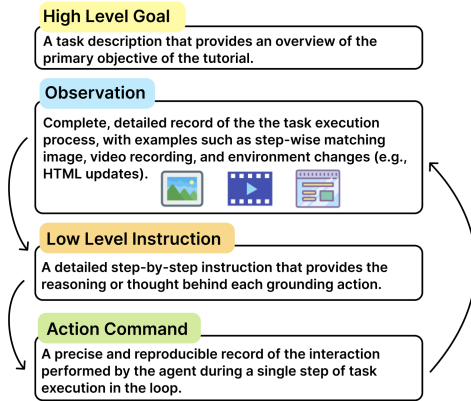 High Level Goal
A task description that provides an overview of the
primary objective of the tutorial.
Observation
Complete, detailed record of the the task execution
process, with examples such as step-wise matching
image, video recording, and environment changes (e.g.,
HTML updates).
Low Level Instruction
A detailed step-by-step instruction that provides the
reasoning or thought behind each grounding action.
Action Command
A precise and reproducible record of the interaction
performed by the agent during a single step of task
execution in the loop.